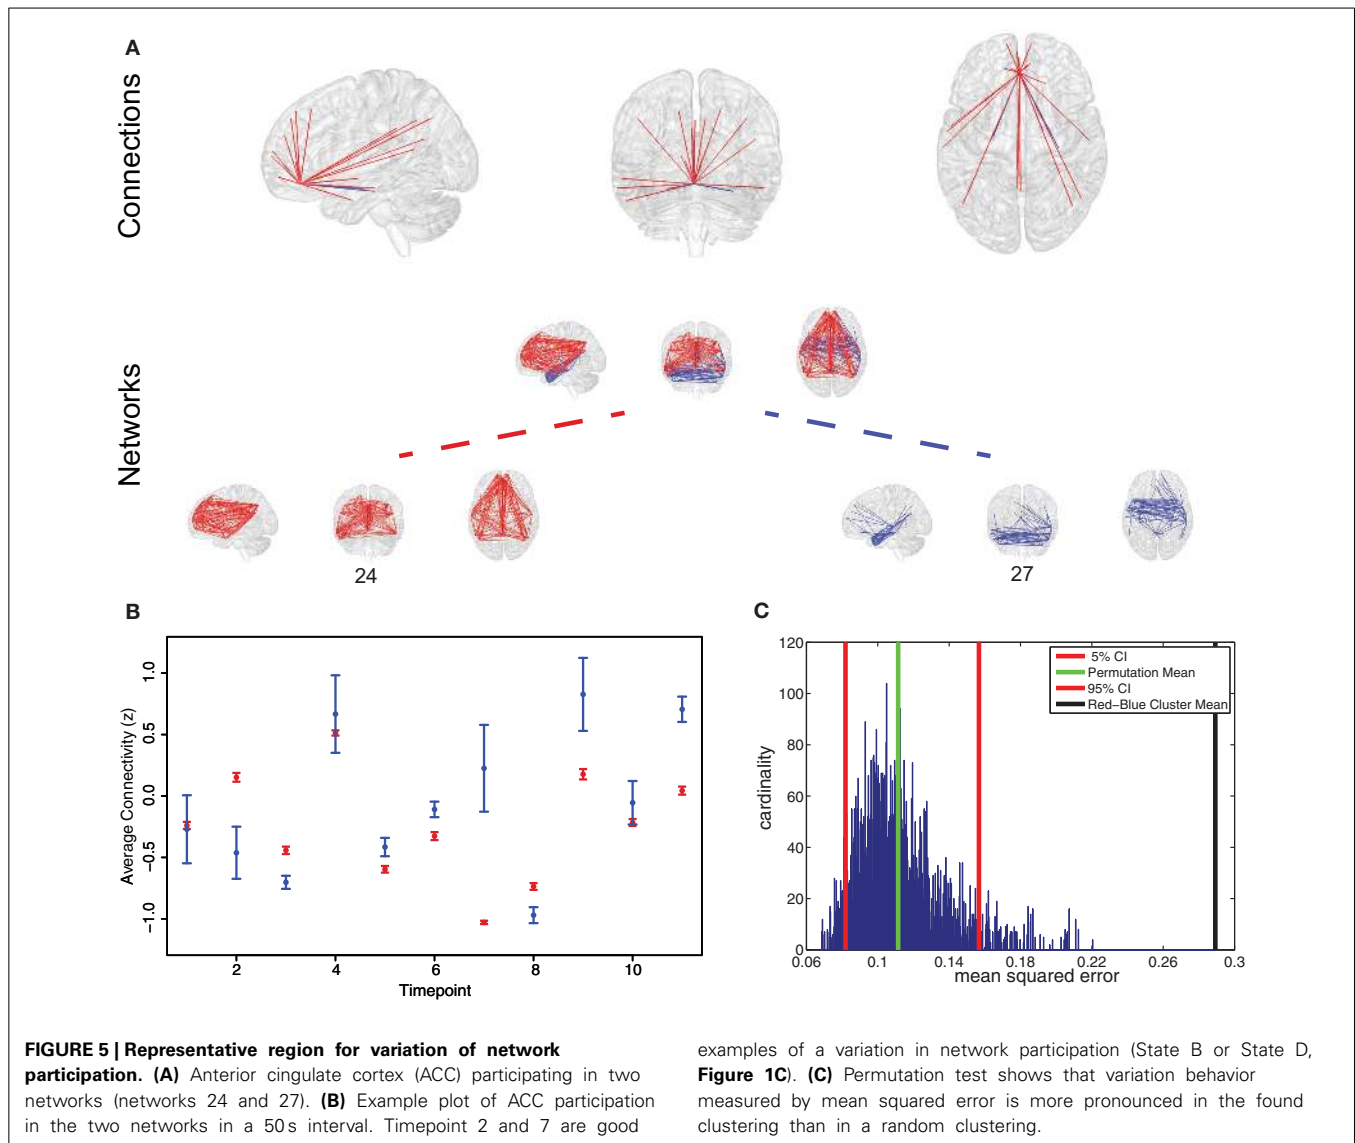 A
Connections
Networks
24
27
B
Average Connectivity (z)
1.0
0.5
0.0
−0.5
−1.0
2
4
6
8
10
Timepoint
C
cardinality
120
100
80
60
40
20
0
0.06
0.1
0.14
0.18
0.22
0.26
0.3
mean squared error
5% CI
Permutation Mean
95% CI
Red−Blue Cluster Mean
FIGURE 5 | Representative region for variation of network
participation. (A) Anterior cingulate cortex (ACC) participating in two
networks (networks 24 and 27). (B) Example plot of ACC participation
in the two networks in a 50 s interval. Timepoint 2 and 7 are good
examples of a variation in network participation (State B or State D,
Figure 1C). (C) Permutation test shows that variation behavior
measured by mean squared error is more pronounced in the found
clustering than in a random clustering.